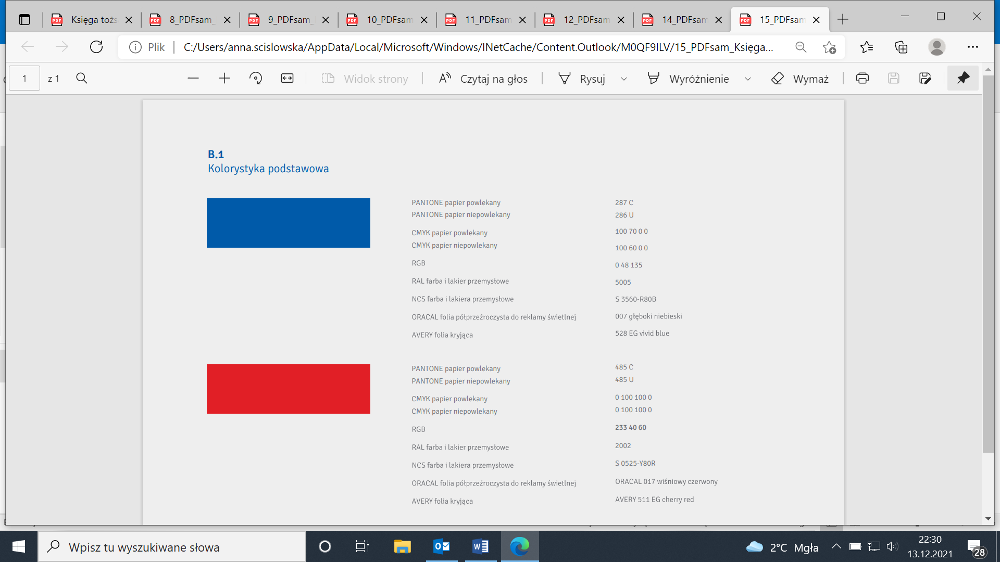 Księga tożs
8_PDFsam_
9_PDFsam_
10_PDFsam
11_PDFsam
12_PDFsam
14_PDFsam
15_PDFsam
Plik
C:/Users/anna.scislowska/AppData/Local/Microsoft/Windows/INetCache/Content.Outlook/M0QF9ILV/15_PDFsam_Księga...
1 z 1
Widok strony
Czytaj na głos
Rysuj
Wyróżnienie
Wymaż
B.1
Kolorystyka podstawowa
PANTONE papier powlekany 287 C
PANTONE papier niepowlekany 286 U
CMYK papier powlekany 100 70 0 0
CMYK papier niepowlekany 100 60 0 0
RGB 0 48 135
RAL farba i lakier przemysłowe 5005
NCS farba i lakiera przemysłowe S 3560-R80B
ORACAL folia półprzeźroczysta do reklamy świetlnej 007 głęboki niebieski
AVERY folia kryjąca 528 EG vivid blue
PANTONE papier powlekany 485 C
PANTONE papier niepowlekany 485 U
CMYK papier powlekany 0 100 100 0
CMYK papier niepowlekany 0 100 100 0
RGB 233 40 60
RAL farba i lakier przemysłowe 2002
NCS farba i lakiera przemysłowe S 0525-Y80R
ORACAL folia półprzeźroczysta do reklamy świetlnej ORACAL 017 wiśniowy czerwony
AVERY folia kryjąca AVERY 511 EG cherry red
Wpisz tu wyszukiwane słowa
2°C Mgła
22:30
13.12.2021
28